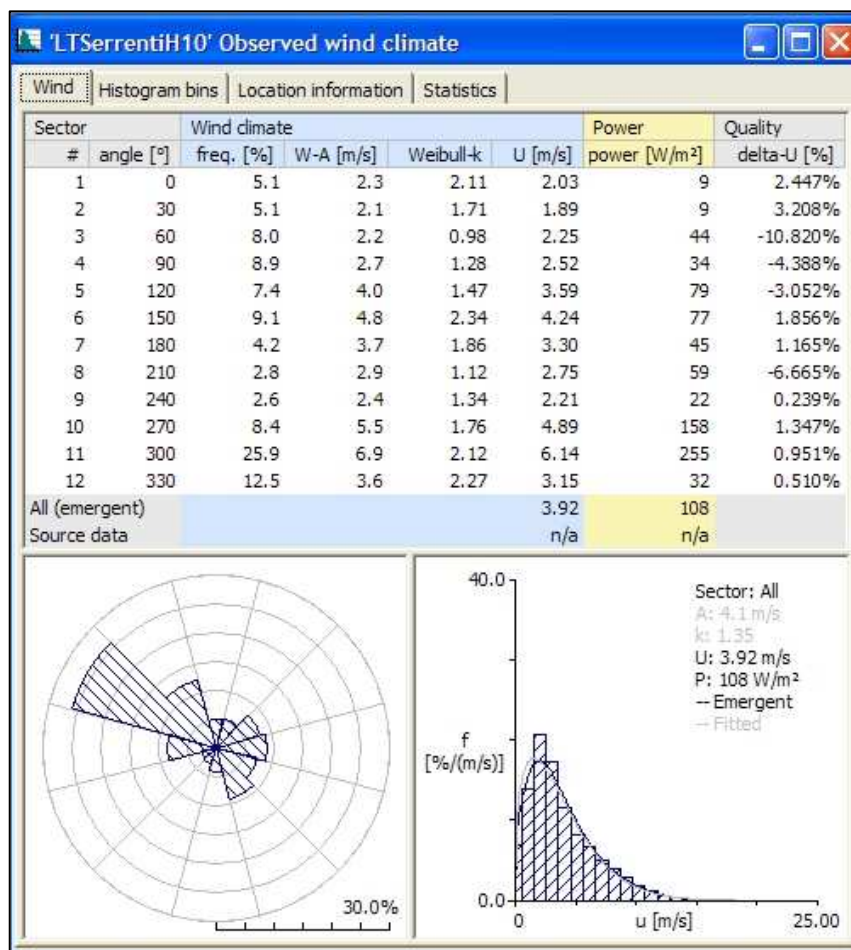 'LTSerrentiH10' Observed wind climate
Wind Histogram bins Location information Statistics
Sector Wind climate Power Quality
# angle [°] freq. [%] W-A [m/s] Weibull-k U [m/s] power [W/m²] delta-U [%]
1 0 5.1 2.3 2.11 2.03 9 2.447%
2 30 5.1 2.1 1.71 1.89 9 3.208%
3 60 8.0 2.2 0.98 2.25 44 -10.820%
4 90 8.9 2.7 1.28 2.52 34 -4.388%
5 120 7.4 4.0 1.47 3.59 79 -3.052%
6 150 9.1 4.8 2.34 4.24 77 1.856%
7 180 4.2 3.7 1.86 3.30 45 1.165%
8 210 2.8 2.9 1.12 2.75 59 -6.665%
9 240 2.6 2.4 1.34 2.21 22 0.239%
10 270 8.4 5.5 1.76 4.89 158 1.347%
11 300 25.9 6.9 2.12 6.14 255 0.951%
12 330 12.5 3.6 2.27 3.15 32 0.510%
All (emergent) 3.92 108
Source data n/a n/a
30.0%
40.0
Sector: All
A: 4.1 m/s
k: 1.35
U: 3.92 m/s
P: 108 W/m²
-- Emergent
-- Fitted
f
[%/(m/s)]
0.0
0 u [m/s] 25.00